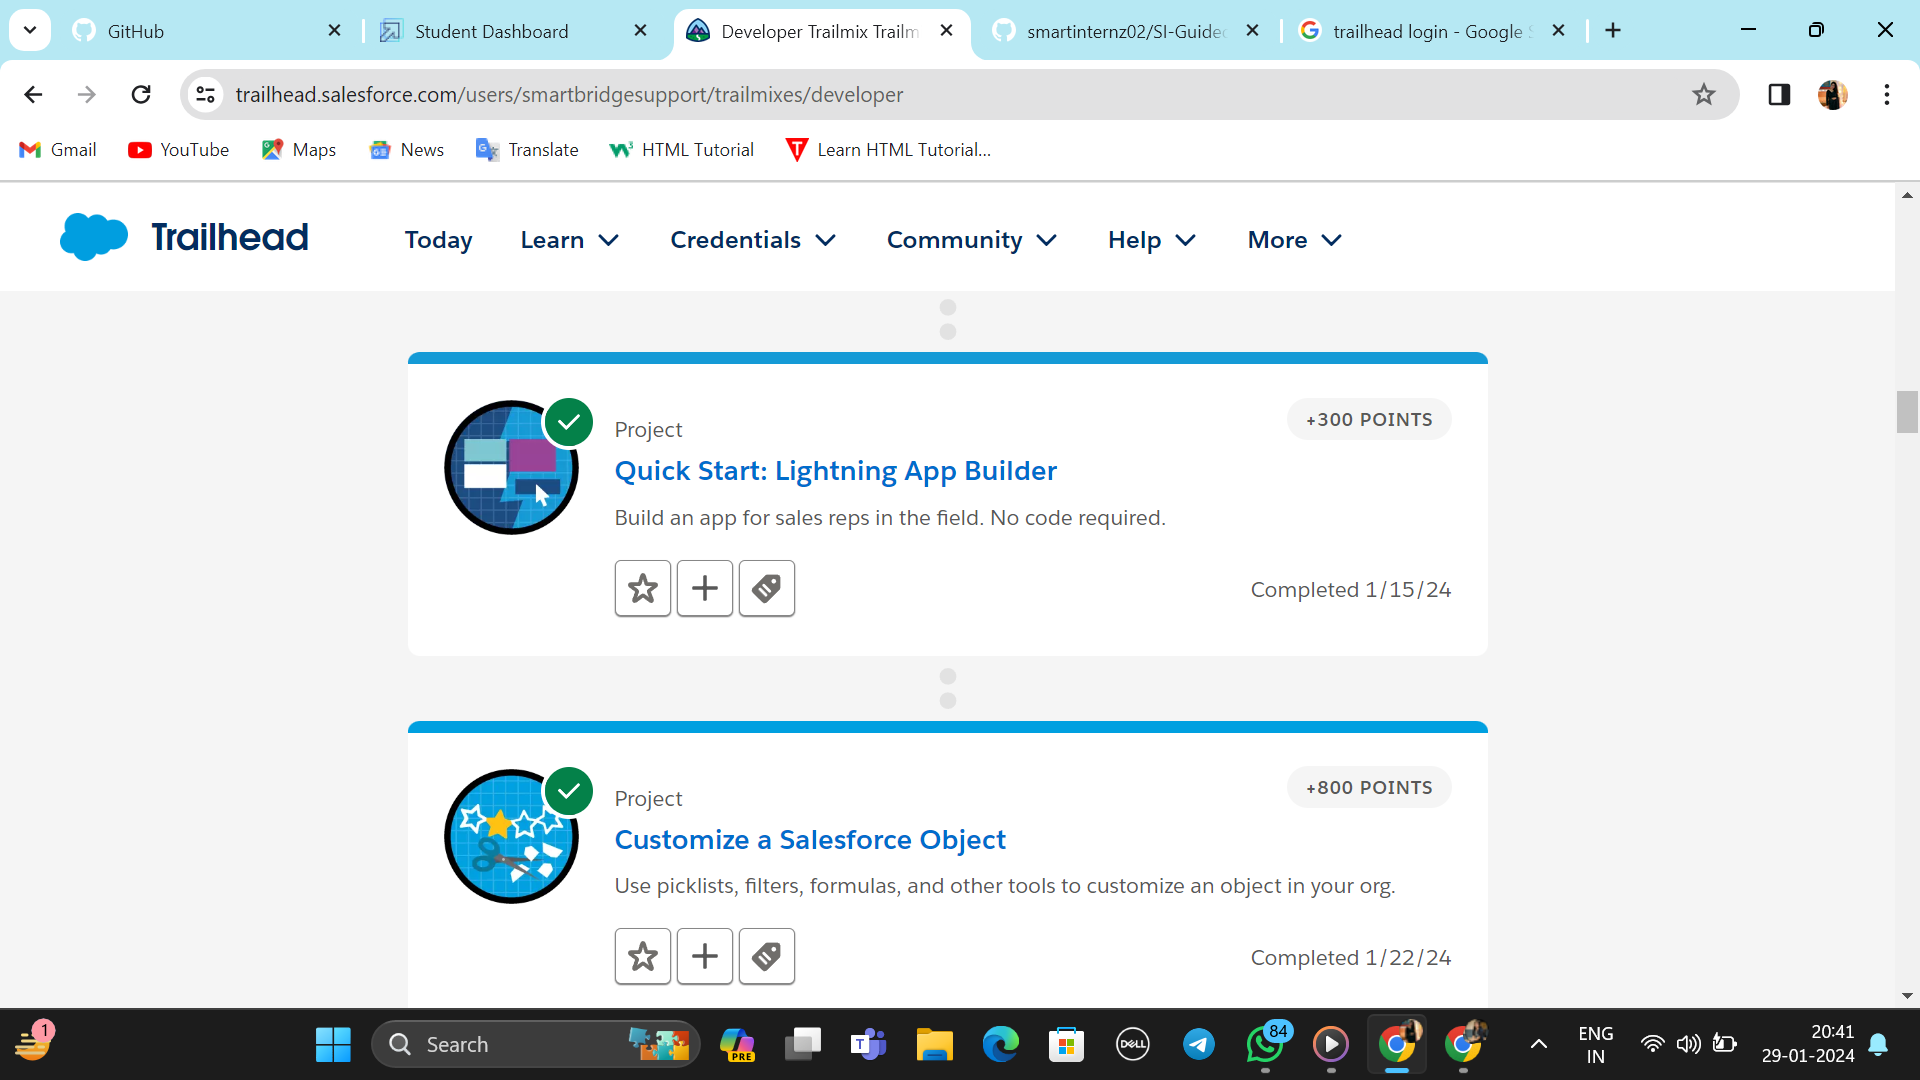 GitHub
Student Dashboard
Developer Trailmix Trailm
smartinternz02/SI-Guided
trailhead login - Google S
trailhead.salesforce.com/users/smartbridgesupport/trailmixes/developer
Gmail
YouTube
Maps
News
Translate
HTML Tutorial
Learn HTML Tutorial...
Trailhead
Today
Learn
Credentials
Community
Help
More
Project
+300 POINTS
Quick Start: Lightning App Builder
Build an app for sales reps in the field. No code required.
Completed 1/15/24
Project
+800 POINTS
Customize a Salesforce Object
Use picklists, filters, formulas, and other tools to customize an object in your org.
Completed 1/22/24
1
Search
PRE
T
DELL
84
ENG
IN
20:41
29-01-2024